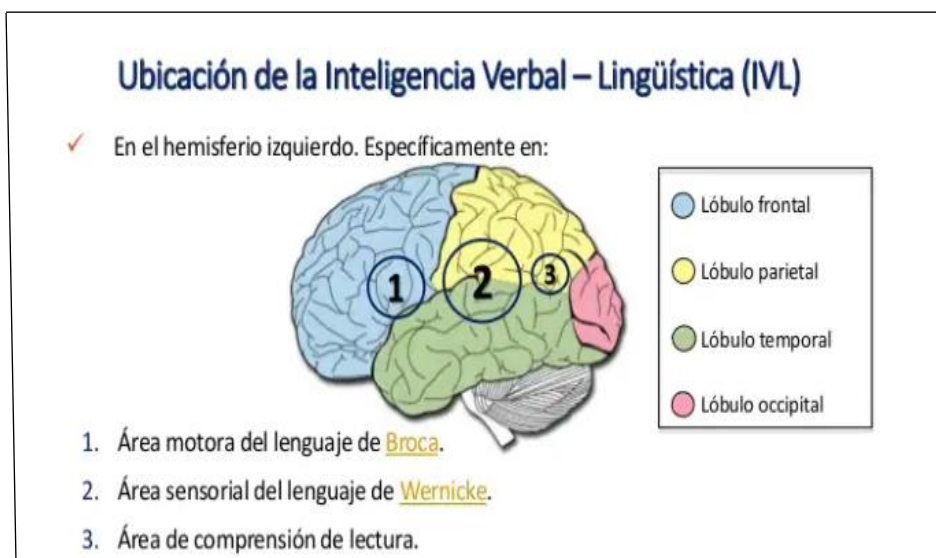 Ubicación de la Inteligencia Verbal – Lingüística (IVL)
✓ En el hemisferio izquierdo. Específicamente en:
1
2
3
Lóbulo frontal
Lóbulo parietal
Lóbulo temporal
Lóbulo occipital
1. Área motora del lenguaje de Broca.
2. Área sensorial del lenguaje de Wernicke.
3. Área de comprensión de lectura.